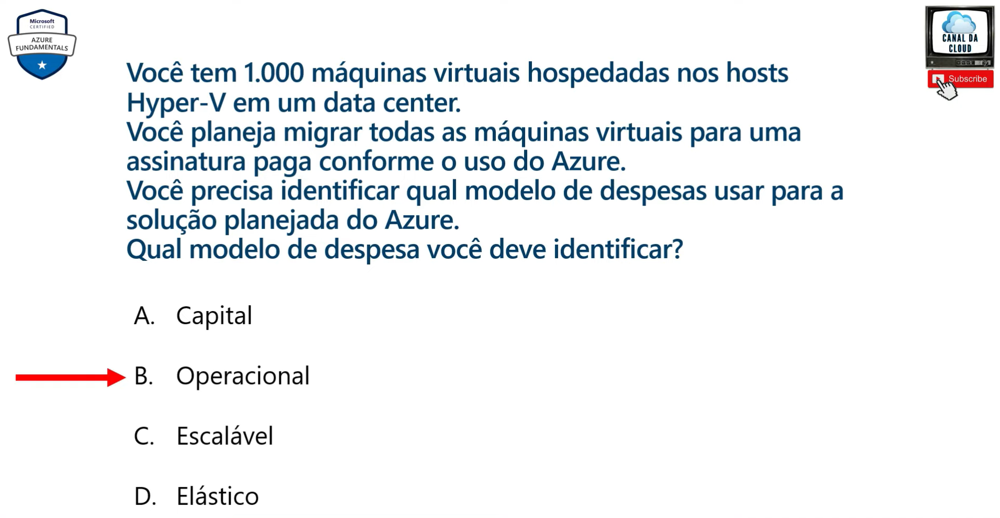 Microsoft
CERTIFIED
AZURE
FUNDAMENTALS
CANAL DA
CLOUD
Subscribe
Você tem 1.000 máquinas virtuais hospedadas nos hosts
Hyper-V em um data center.
Você planeja migrar todas as máquinas virtuais para uma
assinatura paga conforme o uso do Azure.
Você precisa identificar qual modelo de despesas usar para a
solução planejada do Azure.
Qual modelo de despesa você deve identificar?
A. Capital
B. Operacional
C. Escalável
D. Elástico